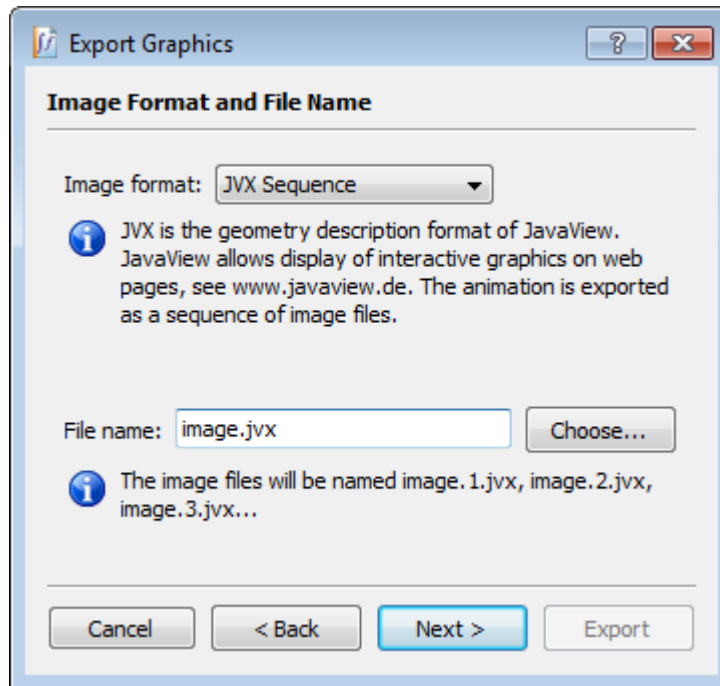 Export Graphics
Image Format and File Name
Image format: JVX Sequence
JVX is the geometry description format of JavaView.
JavaView allows display of interactive graphics on web
pages, see www.javaview.de. The animation is exported
as a sequence of image files.
File name: image.jvx Choose...
The image files will be named image.1.jvx, image.2.jvx,
image.3.jvx...
Cancel < Back Next > Export